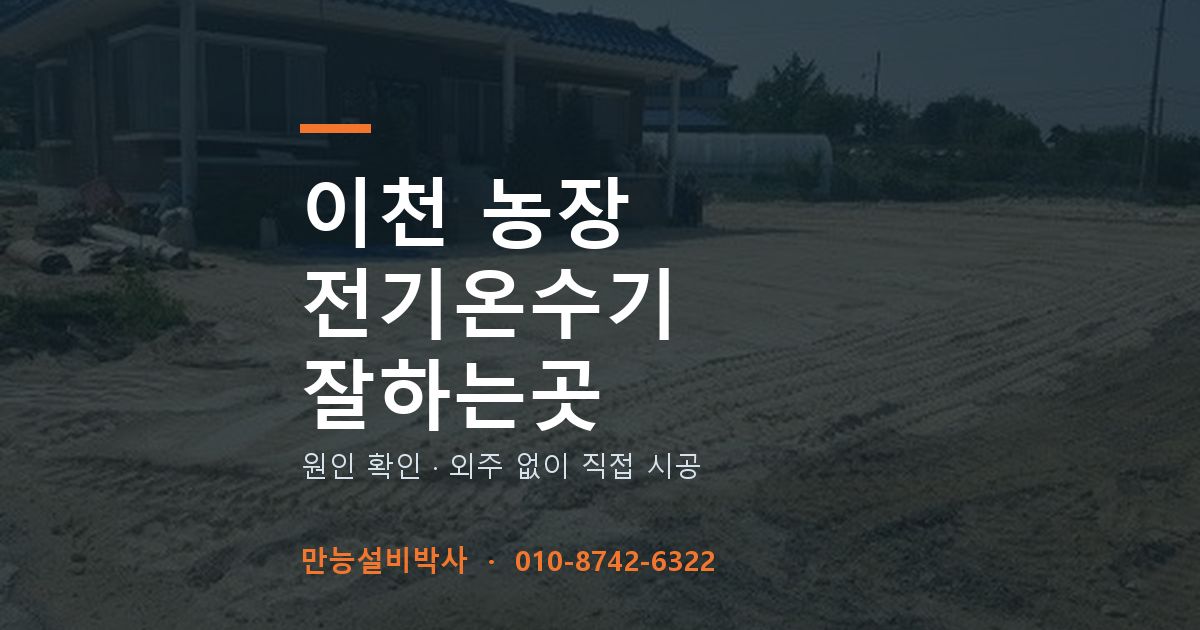 이천 농장
전기온수기
잘하는곳
원인 확인 · 외주 없이 직접 시공
만능설비박사 · 010-8742-6322